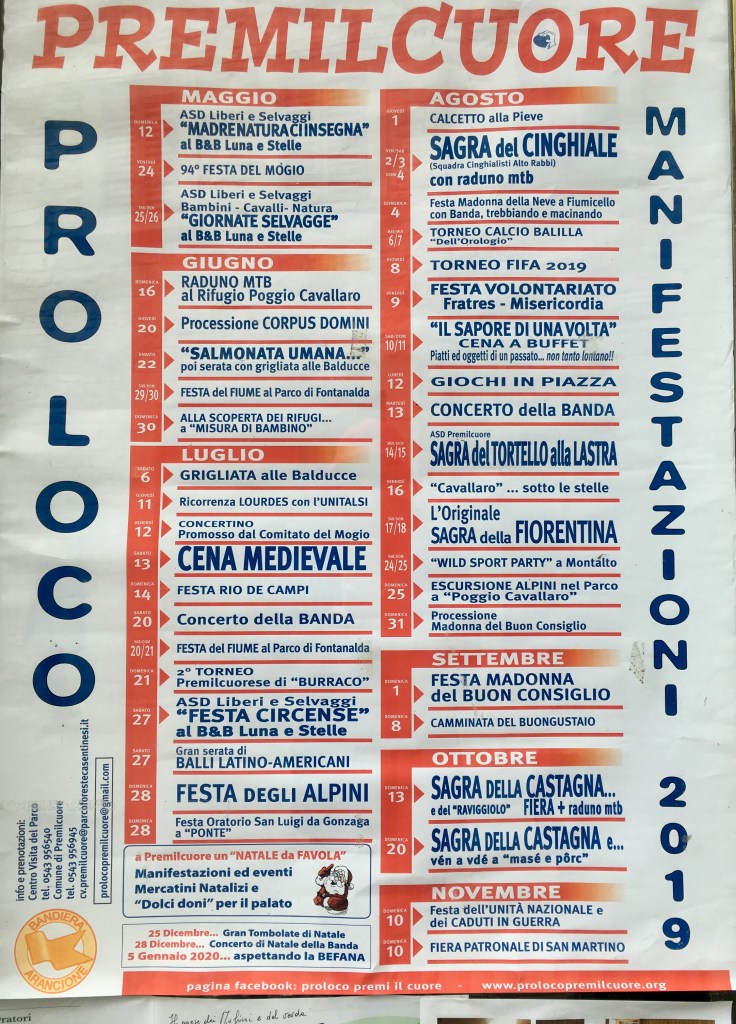 PREMILCUORE
PRO LOCO
MANIFESTAZIONI 2019
MAGGIO
DOMENICA
12
ASD Liberi e Selvaggi
"MADRENATURA CI INSEGNA"
al B&B Luna e Stelle
VENERDÌ
24
94° FESTA DEL MOGIO
25/26
ASD Liberi e Selvaggi
Bambini - Cavalli- Natura
"GIORNATE SELVAGGE"
al B&B Luna e Stelle
GIUGNO
DOMENICA
16
RADUNO MTB
al Rifugio Poggio Cavallaro
GIOVEDÌ
20
Processione CORPUS DOMINI
SABATO
22
"SALMONATA UMANA..."
poi serata con grigliata alle Balducce
29/30
FESTA del FIUME al Parco di Fontanalda
DOMENICA
30
ALLA SCOPERTA DEI RIFUGI...
a "MISURA DI BAMBINO"
LUGLIO
SABATO
6
GRIGLIATA alle Balducce
GIOVEDÌ
11
Ricorrenza LOURDES con l'UNITALSI
VENERDÌ
12
CONCERTINO
Promosso dal Comitato del Mogio
SABATO
13
CENA MEDIEVALE
DOMENICA
14
FESTA RIO DE CAMPI
SABATO
20
Concerto della BANDA
20/21
FESTA del FIUME al Parco di Fontanalda
DOMENICA
21
2° TORNEO
Premilcuorese di "BURRACO"
SABATO
27
ASD Liberi e Selvaggi
"FESTA CIRCENSE"
al B&B Luna e Stelle
SABATO
27
Gran serata di
BALLI LATINO-AMERICANI
DOMENICA
28
FESTA DEGLI ALPINI
DOMENICA
28
Festa Oratorio San Luigi da Gonzaga
a "PONTE"
a Premilcuore un "NATALE da FAVOLA"
Manifestazioni ed eventi
Mercatini Natalizi e
"Dolci doni" per il palato
25 Dicembre... Gran Tombolate di Natale
28 Dicembre... Concerto di Natale della Banda
5 Gennaio 2020... aspettando la BEFANA
AGOSTO
GIOVEDÌ
1
CALCETTO alla Pieve
VEN/SAB
2/3
DOM 4
SAGRA del CINGHIALE
(Squadra Cinghialisti Alto Rabbi)
con raduno mtb
DOMENICA
4
Festa Madonna della Neve a Fiumicello
con Banda, trebbiando e macinando
6/7
TORNEO CALCIO BALILLA
"Dell'Orologio"
GIOVEDÌ
8
TORNEO FIFA 2019
VENERDÌ
9
FESTA VOLONTARIATO
Fratres - Misericordia
SAB/DOM
10/11
"IL SAPORE DI UNA VOLTA"
CENA A BUFFET
Piatti ed oggetti di un passato... non tanto lontano!!
LUNEDÌ
12
GIOCHI IN PIAZZA
MARTEDÌ
13
CONCERTO della BANDA
14/15
ASD Premilcuore
SAGRA del TORTELLO alla LASTRA
VENERDÌ
16
"Cavallaro" ... sotto le stelle
17/18
L'Originale
SAGRA della FIORENTINA
24/25
"WILD SPORT PARTY" a Montalto
DOMENICA
25
ESCURSIONE ALPINI nel Parco
a "Poggio Cavallaro"
DOMENICA
31
Processione
Madonna del Buon Consiglio
SETTEMBRE
DOMENICA
1
FESTA MADONNA
del BUON CONSIGLIO
DOMENICA
8
CAMMINATA DEL BUONGUSTAIO
OTTOBRE
DOMENICA
13
SAGRA DELLA CASTAGNA...
e del "RAVIGGIOLO" FIERA + raduno mtb
DOMENICA
20
SAGRA DELLA CASTAGNA e...
vén a vdé a "masé e pôrc"
NOVEMBRE
DOMENICA
10
Festa dell'UNITÀ NAZIONALE e
dei CADUTI IN GUERRA
DOMENICA
10
FIERA PATRONALE DI SAN MARTINO
info e prenotazioni:
Centro Visita del Parco
tel. 0543 956540
Comune di Premilcuore
tel. 0543 956945
cv.premilcuore@parcoforestecasentinesi.it
prolocopremilcuore@gmail.com
BANDIERA
ARANCIONE
pagina facebook: proloco premi il cuore - www.prolocopremilcuore.org